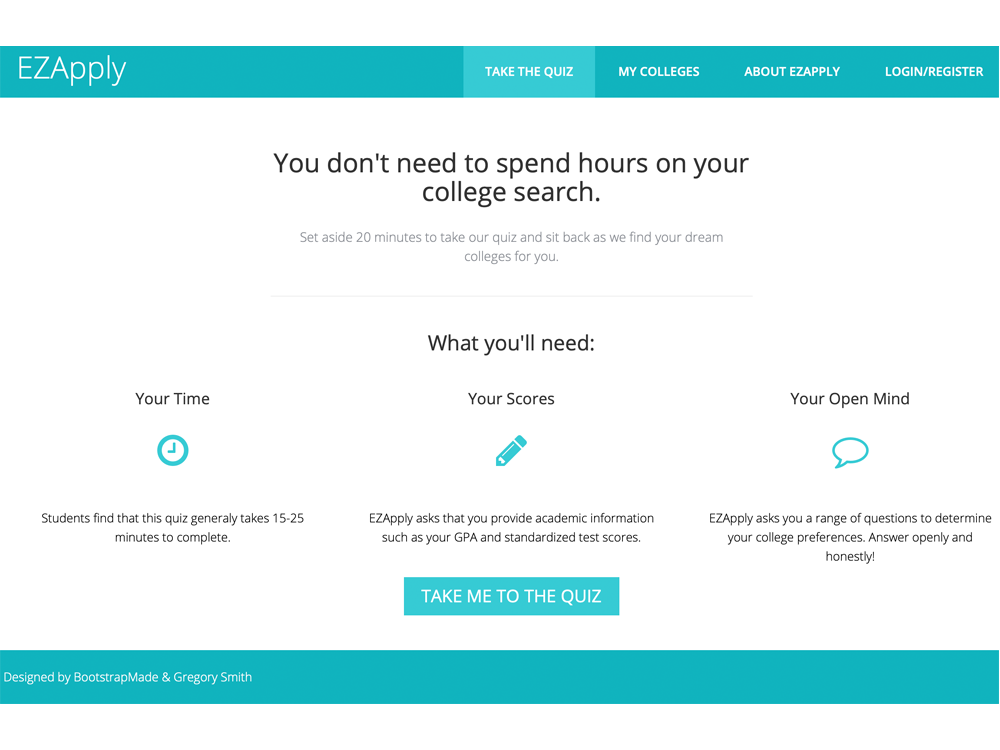 EZApply
TAKE THE QUIZ
MY COLLEGES
ABOUT EZAPPLY
LOGIN/REGISTER
You don't need to spend hours on your
college search.
Set aside 20 minutes to take our quiz and sit back as we find your dream
colleges for you.
What you'll need:
Your Time
Students find that this quiz generaly takes 15-25
minutes to complete.
Your Scores
EZApply asks that you provide academic information
such as your GPA and standardized test scores.
Your Open Mind
EZApply asks you a range of questions to determine
your college preferences. Answer openly and
honestly!
TAKE ME TO THE QUIZ
Designed by BootstrapMade & Gregory Smith